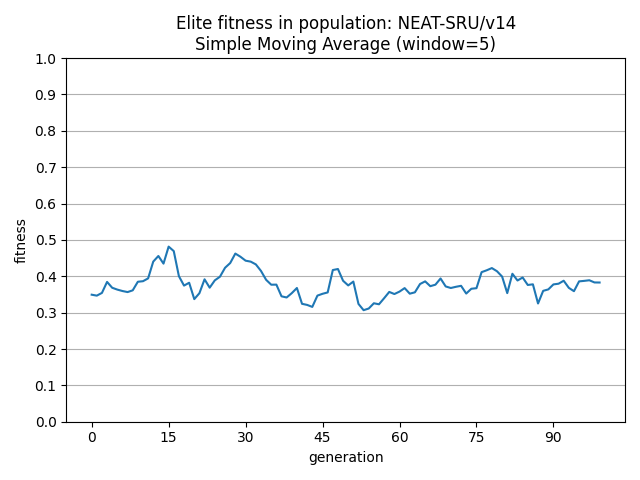 Elite fitness in population: NEAT-SRU/v14
Simple Moving Average (window=5)
1.0
0.9
0.8
0.7
0.6
0.5
0.4
0.3
0.2
0.1
0.0
fitness
0 15 30 45 60 75 90
generation